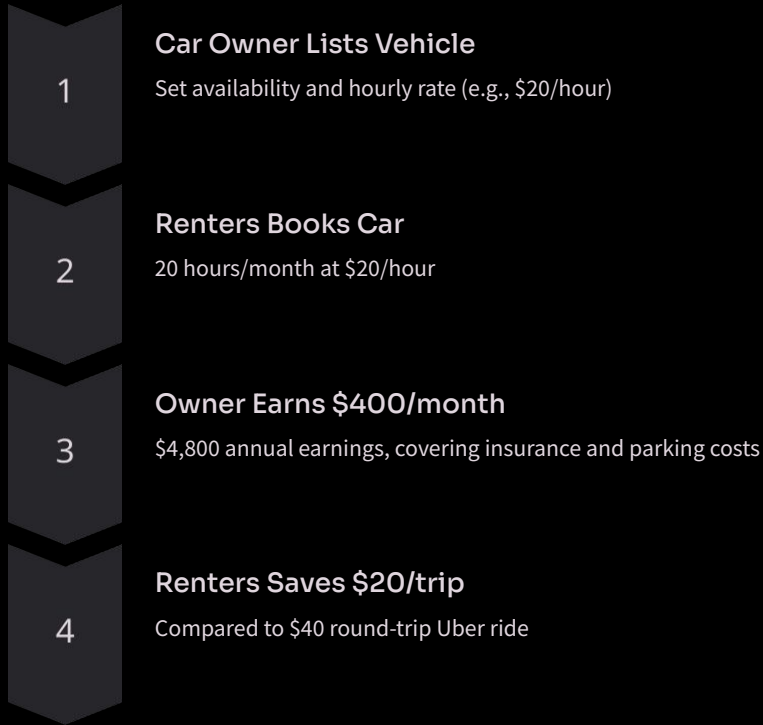 1
Car Owner Lists Vehicle
Set availability and hourly rate (e.g., $20/hour)
2
Renters Books Car
20 hours/month at $20/hour
3
Owner Earns $400/month
$4,800 annual earnings, covering insurance and parking costs
4
Renters Saves $20/trip
Compared to $40 round-trip Uber ride